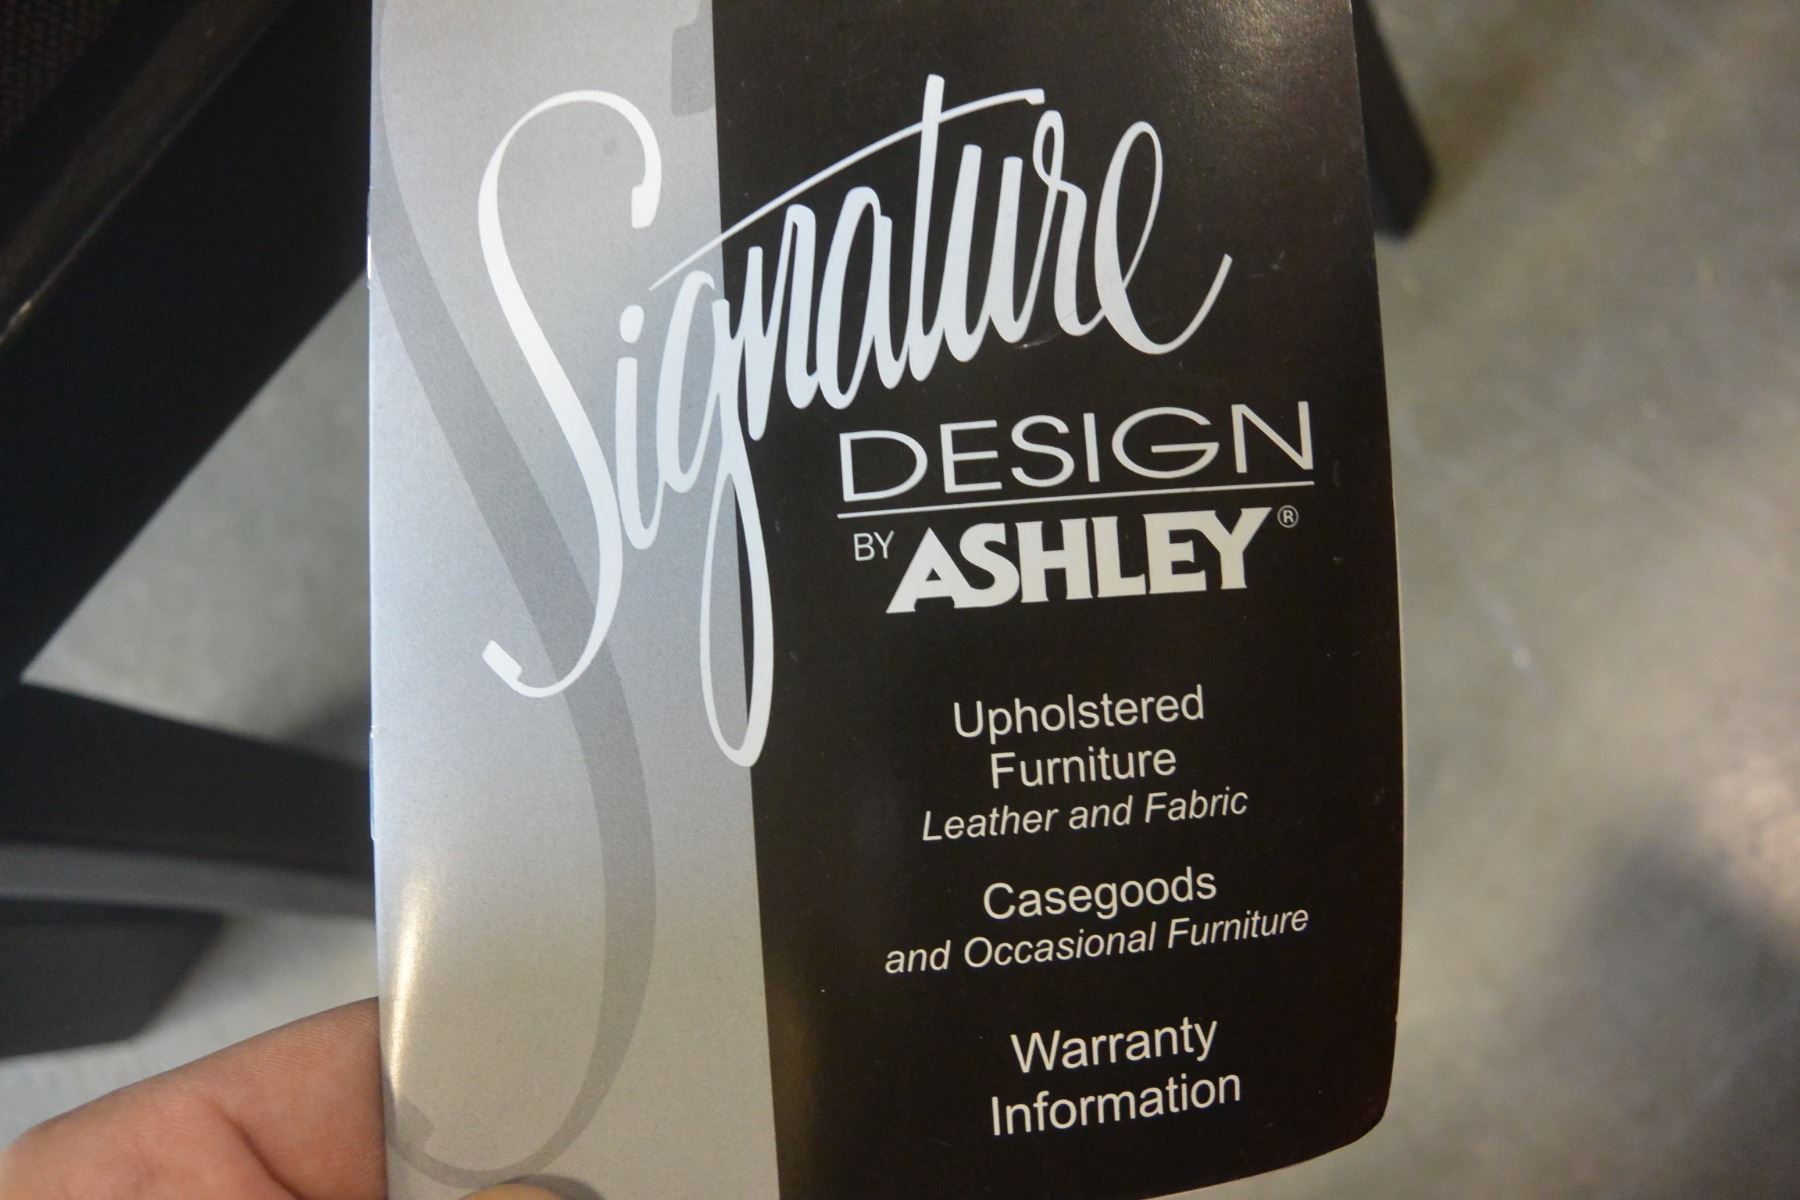 Signature
DESIGN
BY ASHLEY®
Upholstered
Furniture
Leather and Fabric
Casegoods
and Occasional Furniture
Warranty
Information